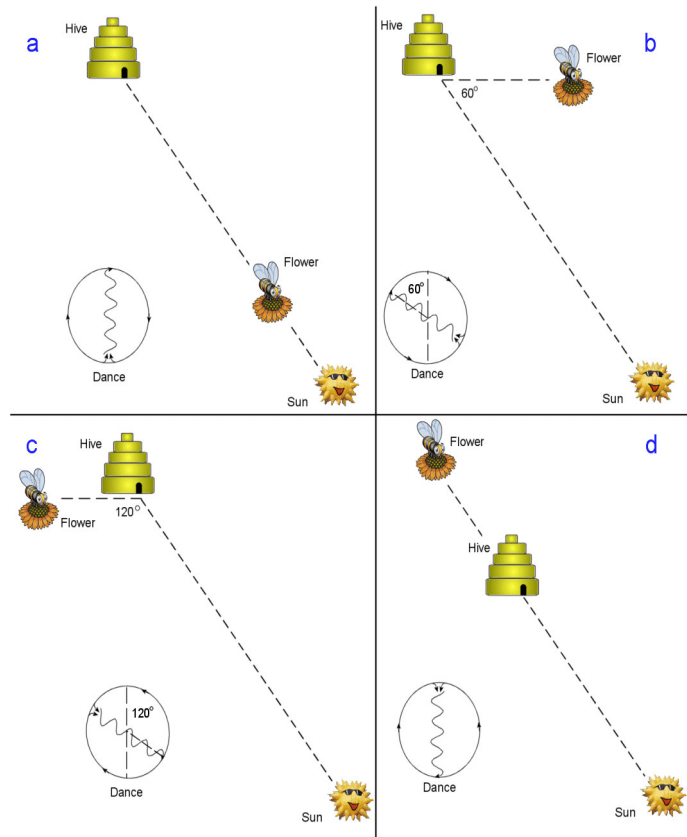 a
Hive
Flower
Dance
Sun
b
Hive
Flower
60°
60°
Dance
Sun
c
Hive
Flower
120°
120°
Dance
Sun
d
Flower
Hive
Dance
Sun